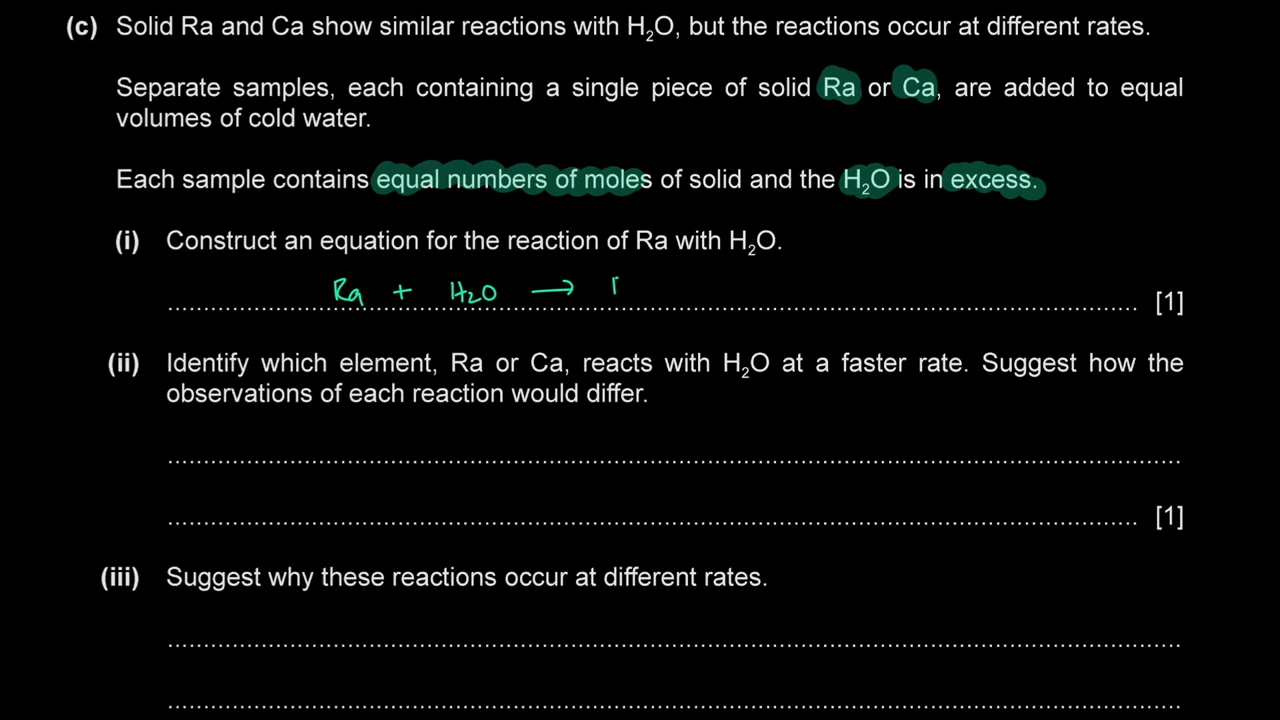 (c) Solid Ra and Ca show similar reactions with H₂O, but the reactions occur at different rates.
Separate samples, each containing a single piece of solid Ra or Ca, are added to equal
volumes of cold water.
Each sample contains equal numbers of moles of solid and the H₂O is in excess.
(i) Construct an equation for the reaction of Ra with H₂O.
Ra + H₂O → 
[1]
(ii) Identify which element, Ra or Ca, reacts with H₂O at a faster rate. Suggest how the
observations of each reaction would differ.
[1]
(iii) Suggest why these reactions occur at different rates.